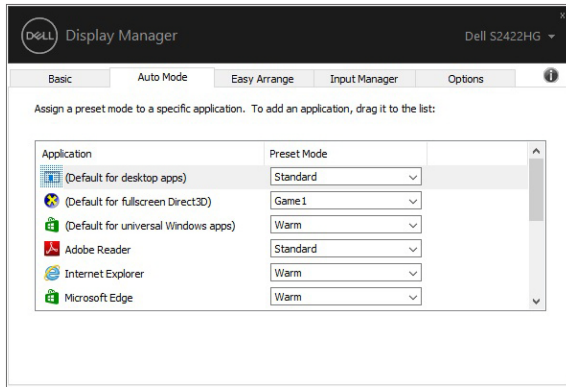 DELL Display Manager Dell S2422HG
Basic Auto Mode Easy Arrange Input Manager Options
Assign a preset mode to a specific application. To add an application, drag it to the list:
Application Preset Mode
(Default for desktop apps) Standard
(Default for fullscreen Direct3D) Game1
(Default for universal Windows apps) Warm
Adobe Reader Standard
Internet Explorer Warm
Microsoft Edge Warm